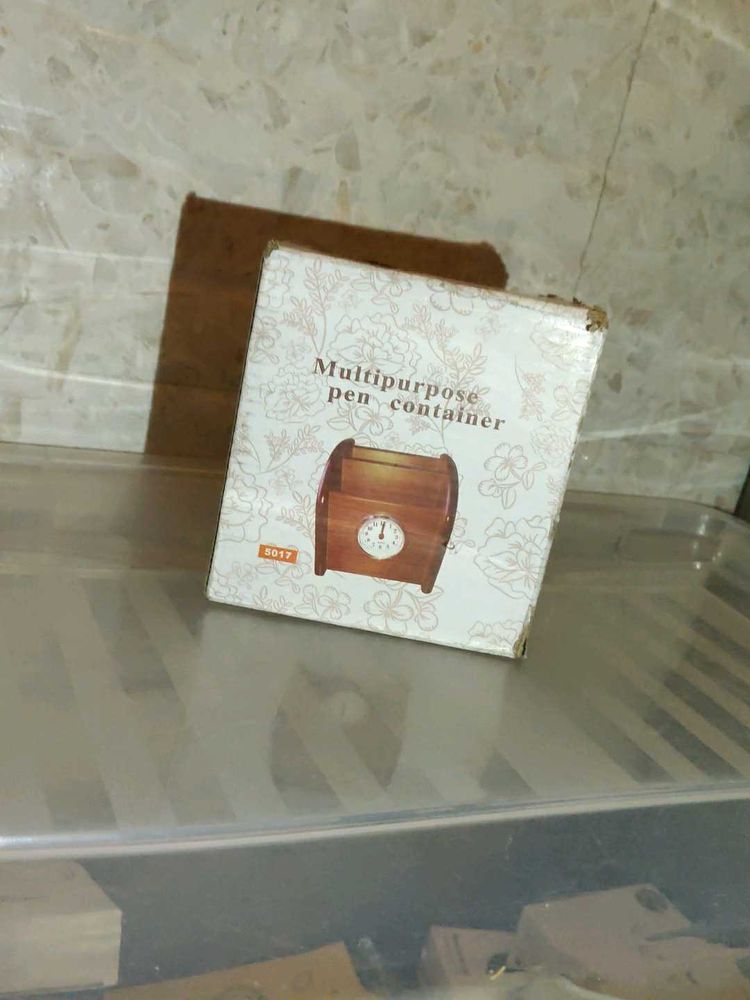 Multipurpose
pen container
5017